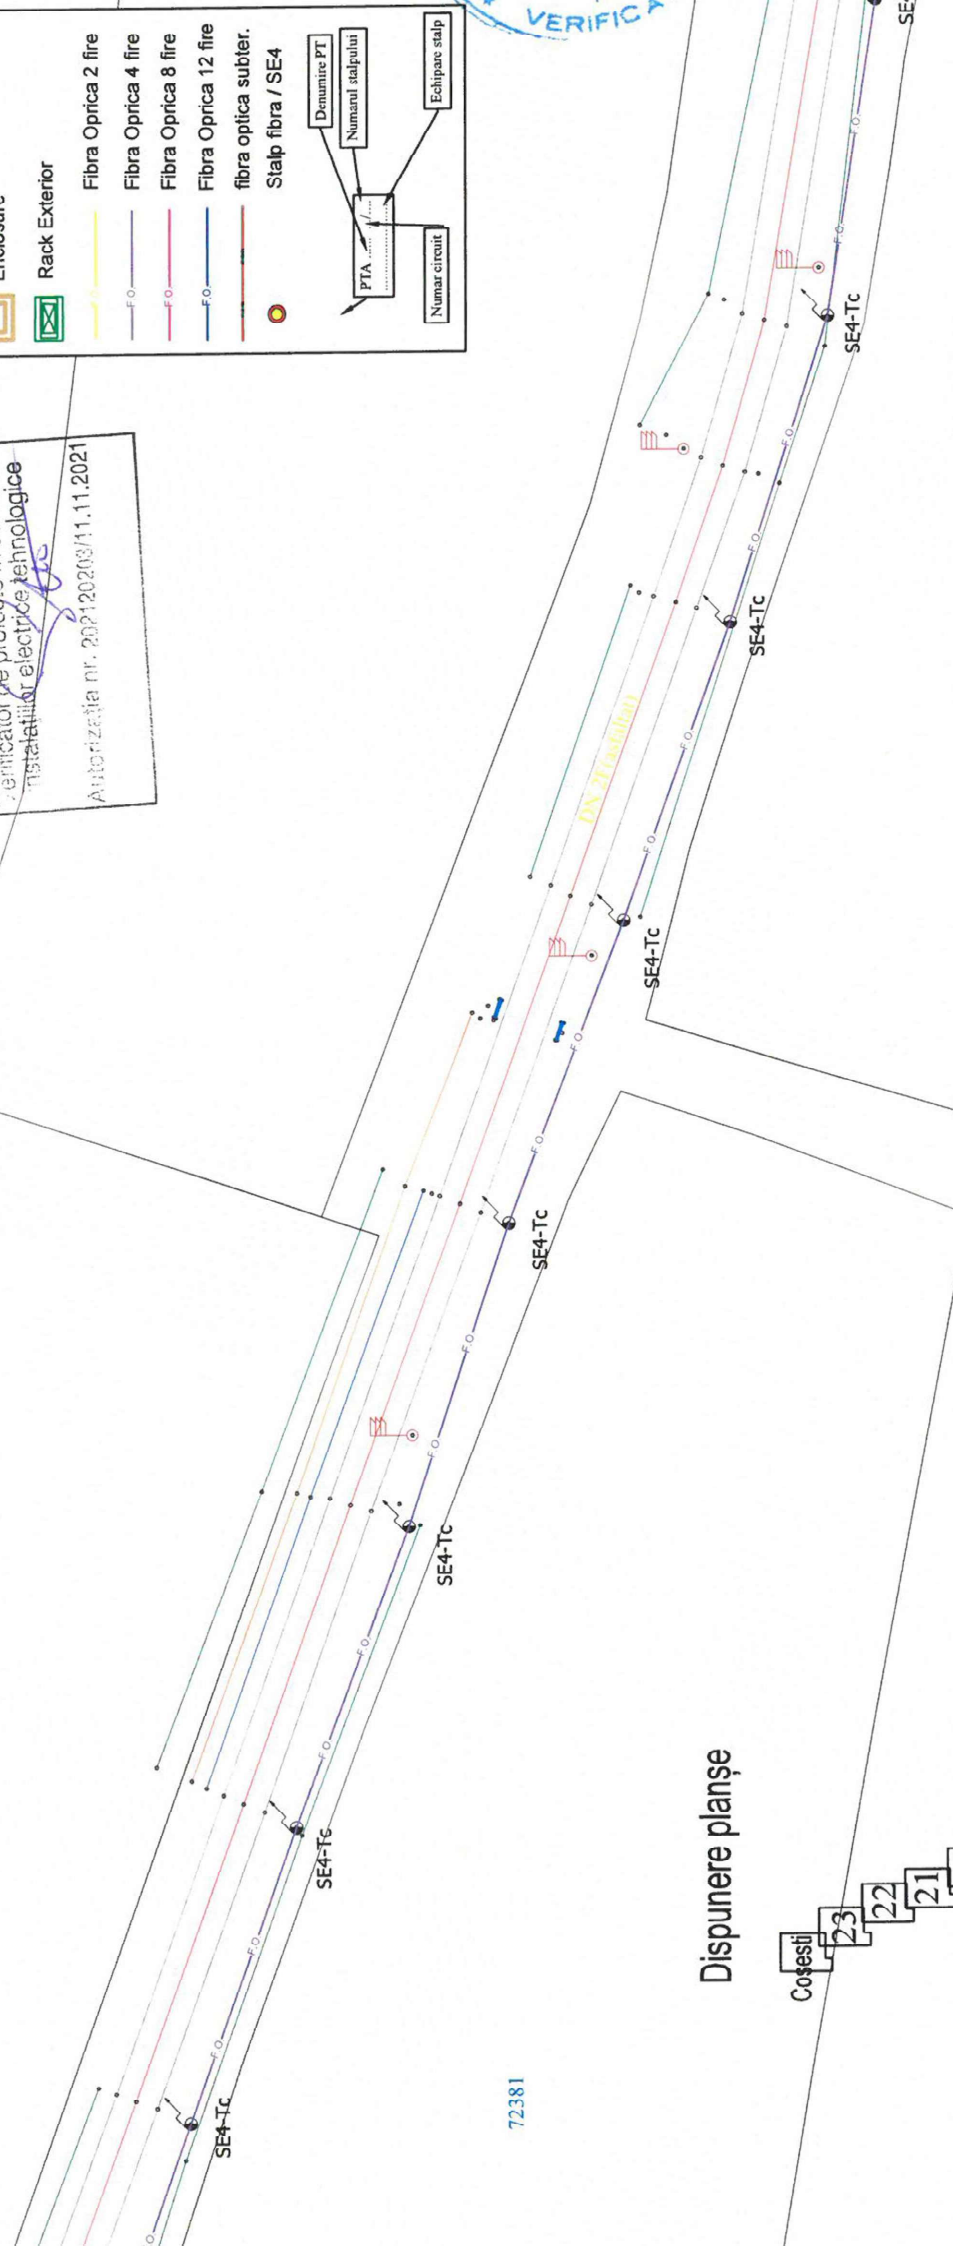 VERIFICA
Rack Exterior
F.O. Fibra Oprica 2 fire
F.O. Fibra Oprica 4 fire
F.O. Fibra Oprica 8 fire
F.O. Fibra Oprica 12 fire
fibra optica subter.
Stalp fibra / SE4
Denumire PT
Numarul stalpului
Echipare stalp
PTA ...... /......
Numar circuit
instalatiilor electrice tehnologice
Autorizatia nr. 202120203/11.11.2021
SE4-Tc
SE4-Tc
SE4-Tc
SE4-Tc
SE4-Tc
SE4-Tc
SE4-Tc
F.O.
F.O.
F.O.
F.O.
F.O.
F.O.
F.O.
F.O.
F.O.
F.O.
F.O.
F.O.
F.O.
F.O.
72381
Dispunere planșe
Cosesti
23
22
21